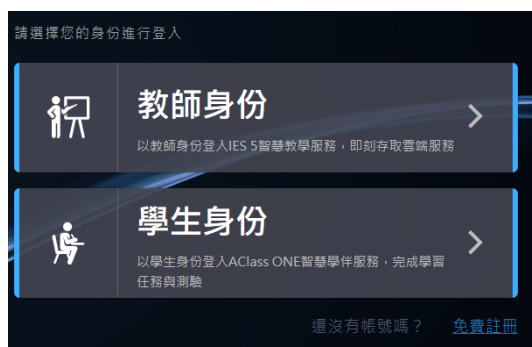 請選擇您的身份進行登入
教師身份
以教師身份登入IES 5智慧教學服務，即刻存取雲端服務
學生身份
以學生身份登入AClass ONE智慧學伴服務，完成學習
任務與測驗
還沒有帳號嗎？ 免費註冊